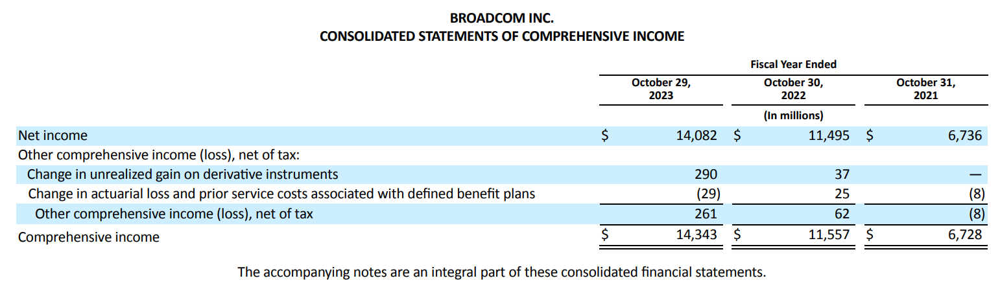 BROADCOM INC.
CONSOLIDATED STATEMENTS OF COMPREHENSIVE INCOME
Fiscal Year Ended
October 29, 2023 October 30, 2022 October 31, 2021
(In millions)
Net income $ 14,082 $ 11,495 $ 6,736
Other comprehensive income (loss), net of tax:
Change in unrealized gain on derivative instruments 290 37 —
Change in actuarial loss and prior service costs associated with defined benefit plans (29) 25 (8)
Other comprehensive income (loss), net of tax 261 62 (8)
Comprehensive income $ 14,343 $ 11,557 $ 6,728
The accompanying notes are an integral part of these consolidated financial statements.